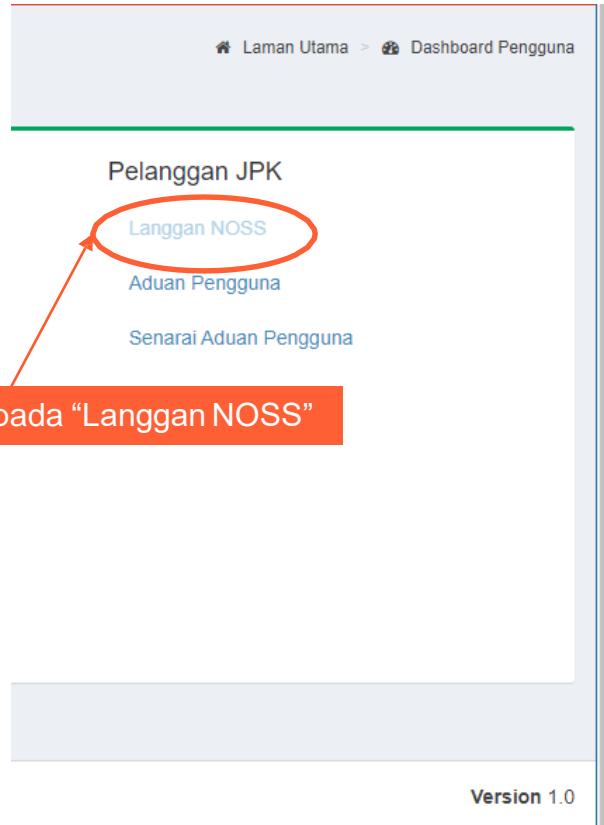 Laman Utama > Dashboard Pengguna
Pelanggan JPK
Langgan NOSS
Aduan Pengguna
Senarai Aduan Pengguna
pada “Langgan NOSS”
Version 1.0